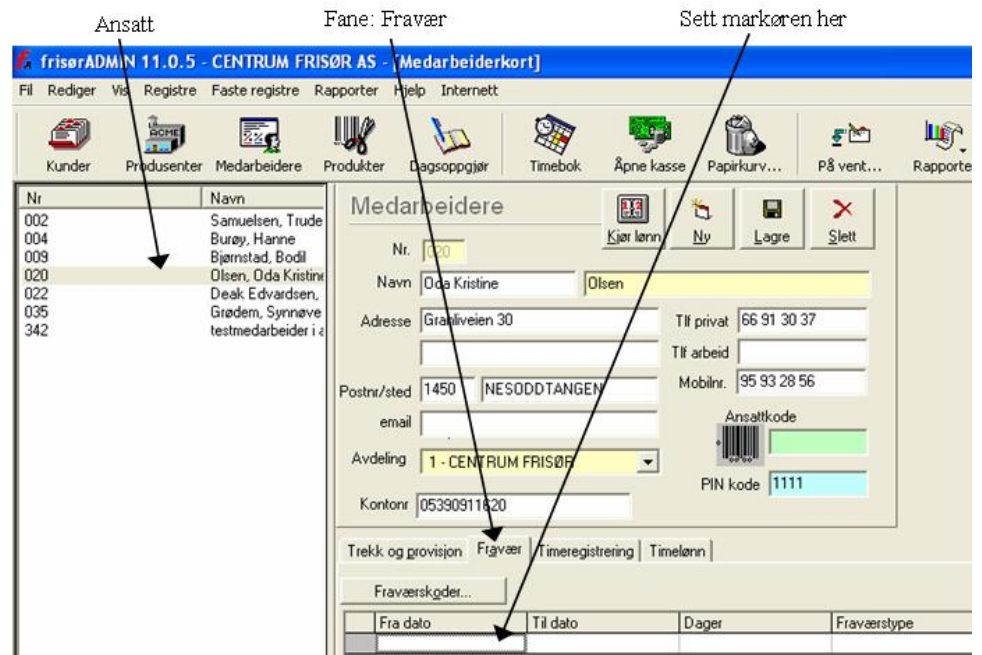 Ansatt Fane: Fravær Sett markøren her
frisørADMIN 11.0.5 - CENTRUM FRISØR AS - [Medarbeiderkort]
Fil Rediger Vis Registre Faste registre Rapporter Hjelp Internett
ACME
Kunder Produsenter Medarbeidere Produkter Dagsoppgjør Timebok Åpne kasse Papirkurv... På vent... Rapporte
Nr Navn
002 Samuelsen, Trude
004 Burøy, Hanne
009 Bjørnstad, Bodil
020 Olsen, Oda Kristine
022 Deak Edvardsen,
035 Grødem, Synnøve
342 testmedarbeider i a
Medarbeidere
Kjør lønn Ny Lagre Slett
Nr. 020
Navn Oda Kristine Olsen
Adresse Granliveien 30 Tlf privat 66 91 30 37
Tlf arbeid
Postnr/sted 1450 NESODDTANGEN Mobilnr. 95 93 28 56
email Ansattkode
Avdeling 1 - CENTRUM FRISØR
PIN kode 1111
Kontonr 05390911620
Trekk og provisjon Fravær Timeregistrering Timelønn
Fraværskoder...
Fra dato Til dato Dager Fraværstype